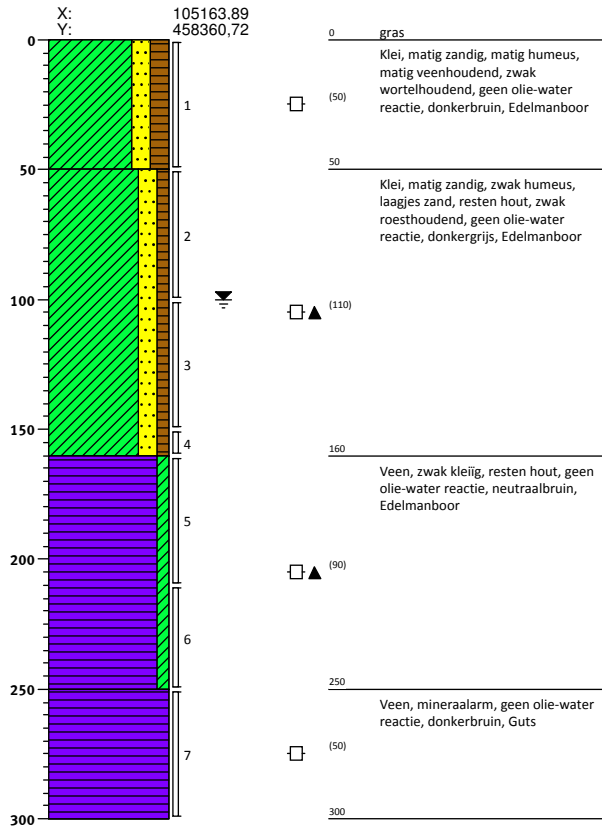 X: 105163.89
Y: 458360,72
0
50
100
150
200
250
300
1
2
3
4
5
6
7
0 gras
Klei, matig zandig, matig humeus,
matig veenhoudend, zwak
wortelhoudend, geen olie-water
reactie, donkerbruin, Edelmanboor
(50)
50
Klei, matig zandig, zwak humeus,
laagjes zand, resten hout, zwak
roesthoudend, geen olie-water
reactie, donkergrijs, Edelmanboor
(110)
160
Veen, zwak kleiïg, resten hout, geen
olie-water reactie, neutraalbruin,
Edelmanboor
(90)
250
Veen, mineraalarm, geen olie-water
reactie, donkerbruin, Guts
(50)
300